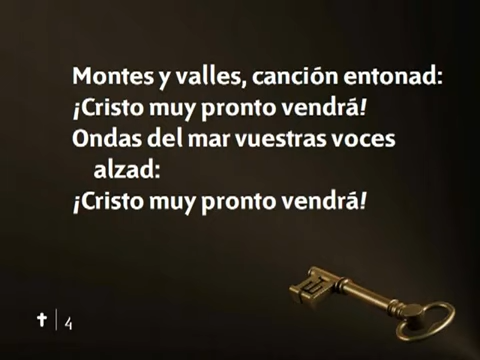 Montes y valles, canción entonad:
¡Cristo muy pronto vendrá!
Ondas del mar vuestras voces
alzad:
¡Cristo muy pronto vendrá!
4